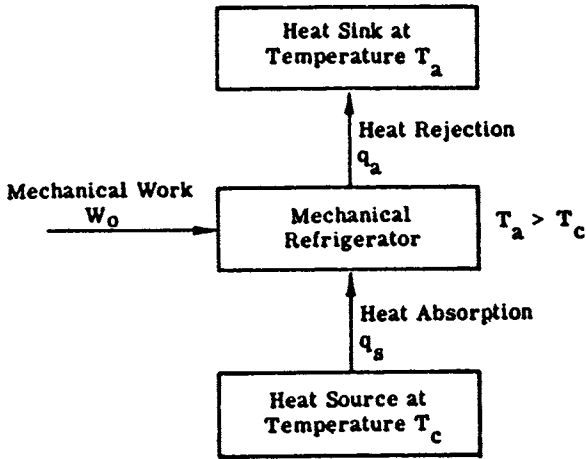 Heat Sink at
Temperature T_a
Heat Rejection
q_a
Mechanical Work
W_o
Mechanical
Refrigerator
T_a > T_c
Heat Absorption
q_s
Heat Source at
Temperature T_c